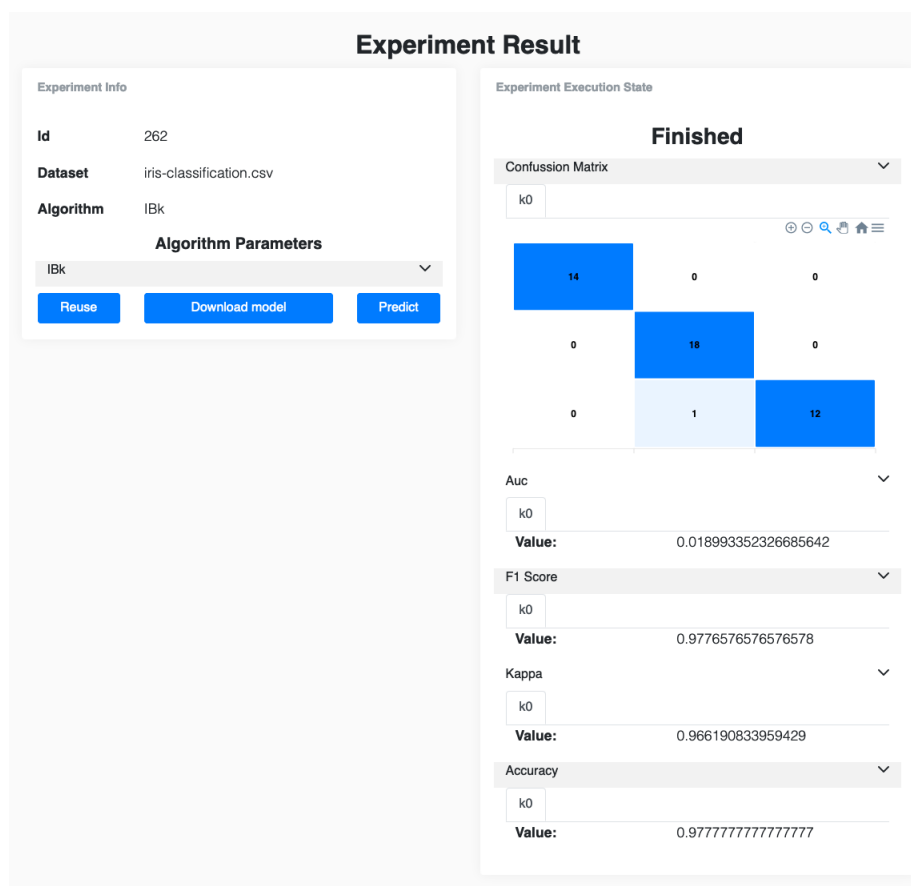 Experiment Result
Experiment Info
Id 262
Dataset iris-classification.csv
Algorithm IBk
Algorithm Parameters
IBk
Reuse Download model Predict
Experiment Execution State
Finished
Confussion Matrix
k0
14 0 0
0 18 0
0 1 12
Auc
k0
Value: 0.018993352326685642
F1 Score
k0
Value: 0.9776576576576578
Kappa
k0
Value: 0.966190833959429
Accuracy
k0
Value: 0.9777777777777777